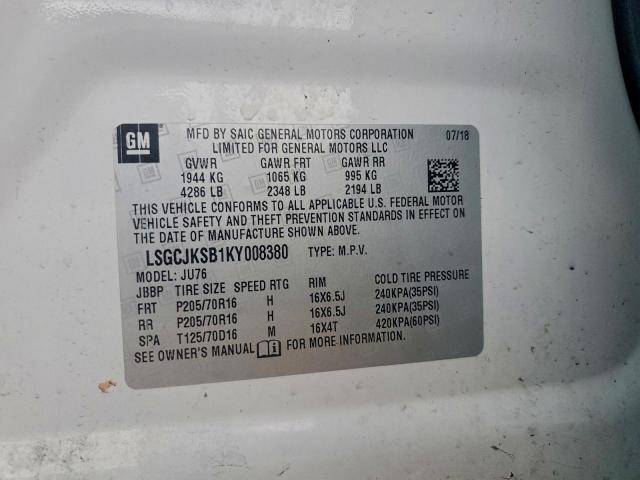 GM
MFD BY SAIC GENERAL MOTORS CORPORATION 07/18
LIMITED FOR GENERAL MOTORS LLC
GVWR GAWR FRT GAWR RR
1944 KG 1065 KG 995 KG
4286 LB 2348 LB 2194 LB
THIS VEHICLE CONFORMS TO ALL APPLICABLE U.S. FEDERAL MOTOR
VEHICLE SAFETY AND THEFT PREVENTION STANDARDS IN EFFECT ON
THE DATE OF MANUFACTURE SHOWN ABOVE.
LSGCJKSB1KY008380 TYPE: M.P.V.
MODEL: JU76
JBBP TIRE SIZE SPEED RTG RIM COLD TIRE PRESSURE
FRT P205/70R16 H 16X6.5J 240KPA(35PSI)
RR P205/70R16 H 16X6.5J 240KPA(35PSI)
SPA T125/70D16 M 16X4T 420KPA(60PSI)
SEE OWNER'S MANUAL FOR MORE INFORMATION.